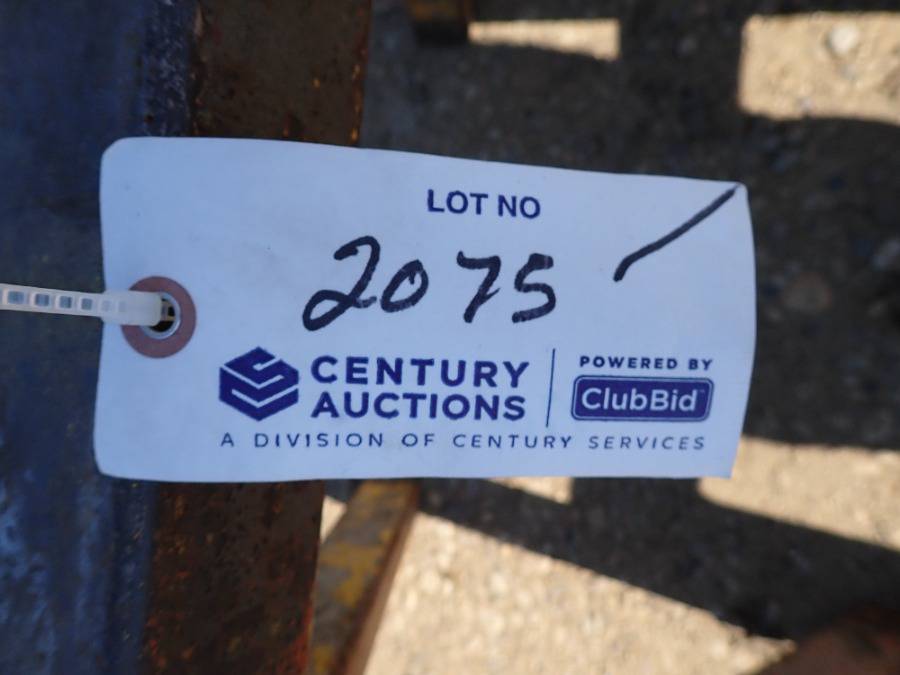 LOT NO
2075
CENTURY AUCTIONS
POWERED BY
ClubBid
A DIVISION OF CENTURY SERVICES